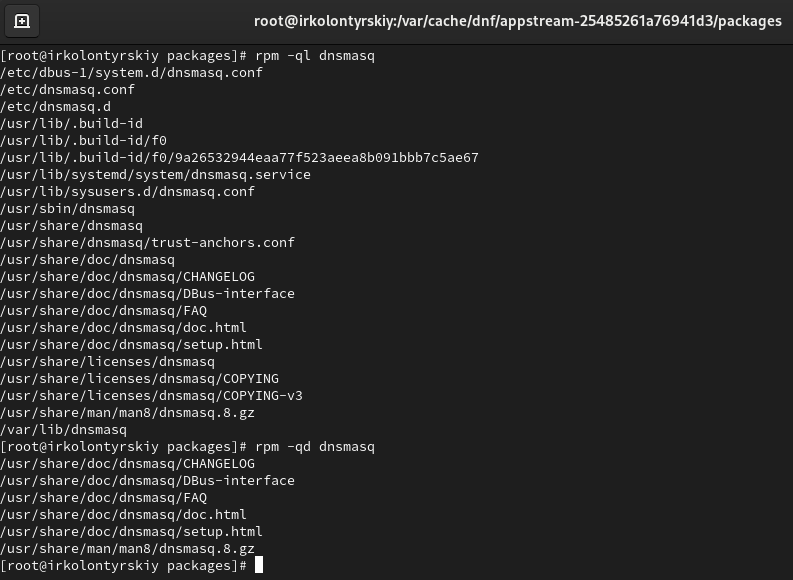 root@irkolontyrskiy:/var/cache/dnf/appstream-25485261a76941d3/packages
[root@irkolontyrskiy packages]# rpm -ql dnsmasq
/etc/dbus-1/system.d/dnsmasq.conf
/etc/dnsmasq.conf
/etc/dnsmasq.d
/usr/lib/.build-id
/usr/lib/.build-id/f0
/usr/lib/.build-id/f0/9a26532944eaa77f523aeea8b091bbb7c5ae67
/usr/lib/systemd/system/dnsmasq.service
/usr/lib/sysusers.d/dnsmasq.conf
/usr/sbin/dnsmasq
/usr/share/dnsmasq
/usr/share/dnsmasq/trust-anchors.conf
/usr/share/doc/dnsmasq
/usr/share/doc/dnsmasq/CHANGELOG
/usr/share/doc/dnsmasq/DBus-interface
/usr/share/doc/dnsmasq/FAQ
/usr/share/doc/dnsmasq/doc.html
/usr/share/doc/dnsmasq/setup.html
/usr/share/licenses/dnsmasq
/usr/share/licenses/dnsmasq/COPYING
/usr/share/licenses/dnsmasq/COPYING-v3
/usr/share/man/man8/dnsmasq.8.gz
/var/lib/dnsmasq
[root@irkolontyrskiy packages]# rpm -qd dnsmasq
/usr/share/doc/dnsmasq/CHANGELOG
/usr/share/doc/dnsmasq/DBus-interface
/usr/share/doc/dnsmasq/FAQ
/usr/share/doc/dnsmasq/doc.html
/usr/share/doc/dnsmasq/setup.html
/usr/share/man/man8/dnsmasq.8.gz
[root@irkolontyrskiy packages]#